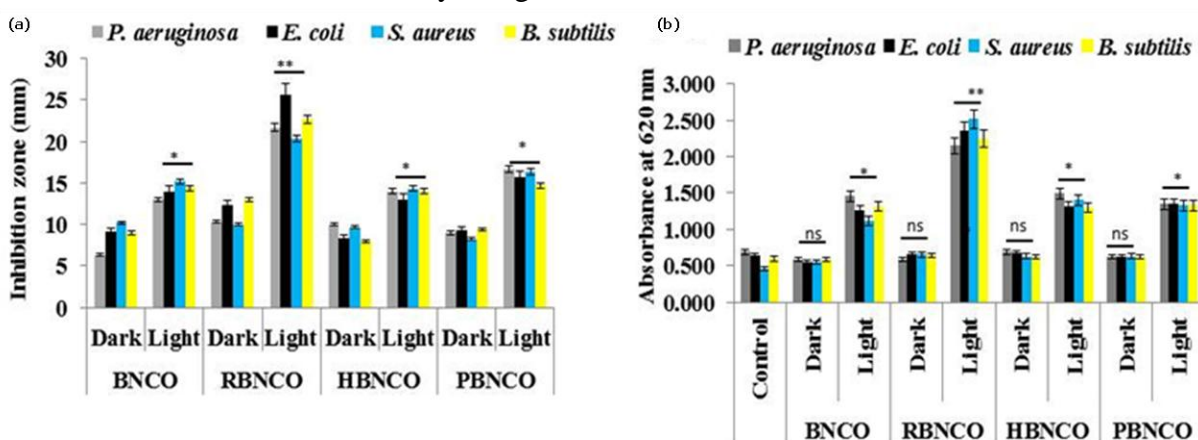 (a)
P. aeruginosa E. coli S. aureus B. subtilis
Inhibition zone (mm)
30
25
20
15
10
5
0
*
**
*
*
Dark Light Dark Light Dark Light Dark Light
BNCO RBNCO HBNCO PBNCO
(b)
P. aeruginosa E. coli S. aureus B. subtilis
Absorbance at 620 nm
3.000
2.500
2.000
1.500
1.000
0.500
0.000
ns
*
ns
**
ns
*
ns
*
Control Dark Light Dark Light Dark Light Dark Light
BNCO RBNCO HBNCO PBNCO